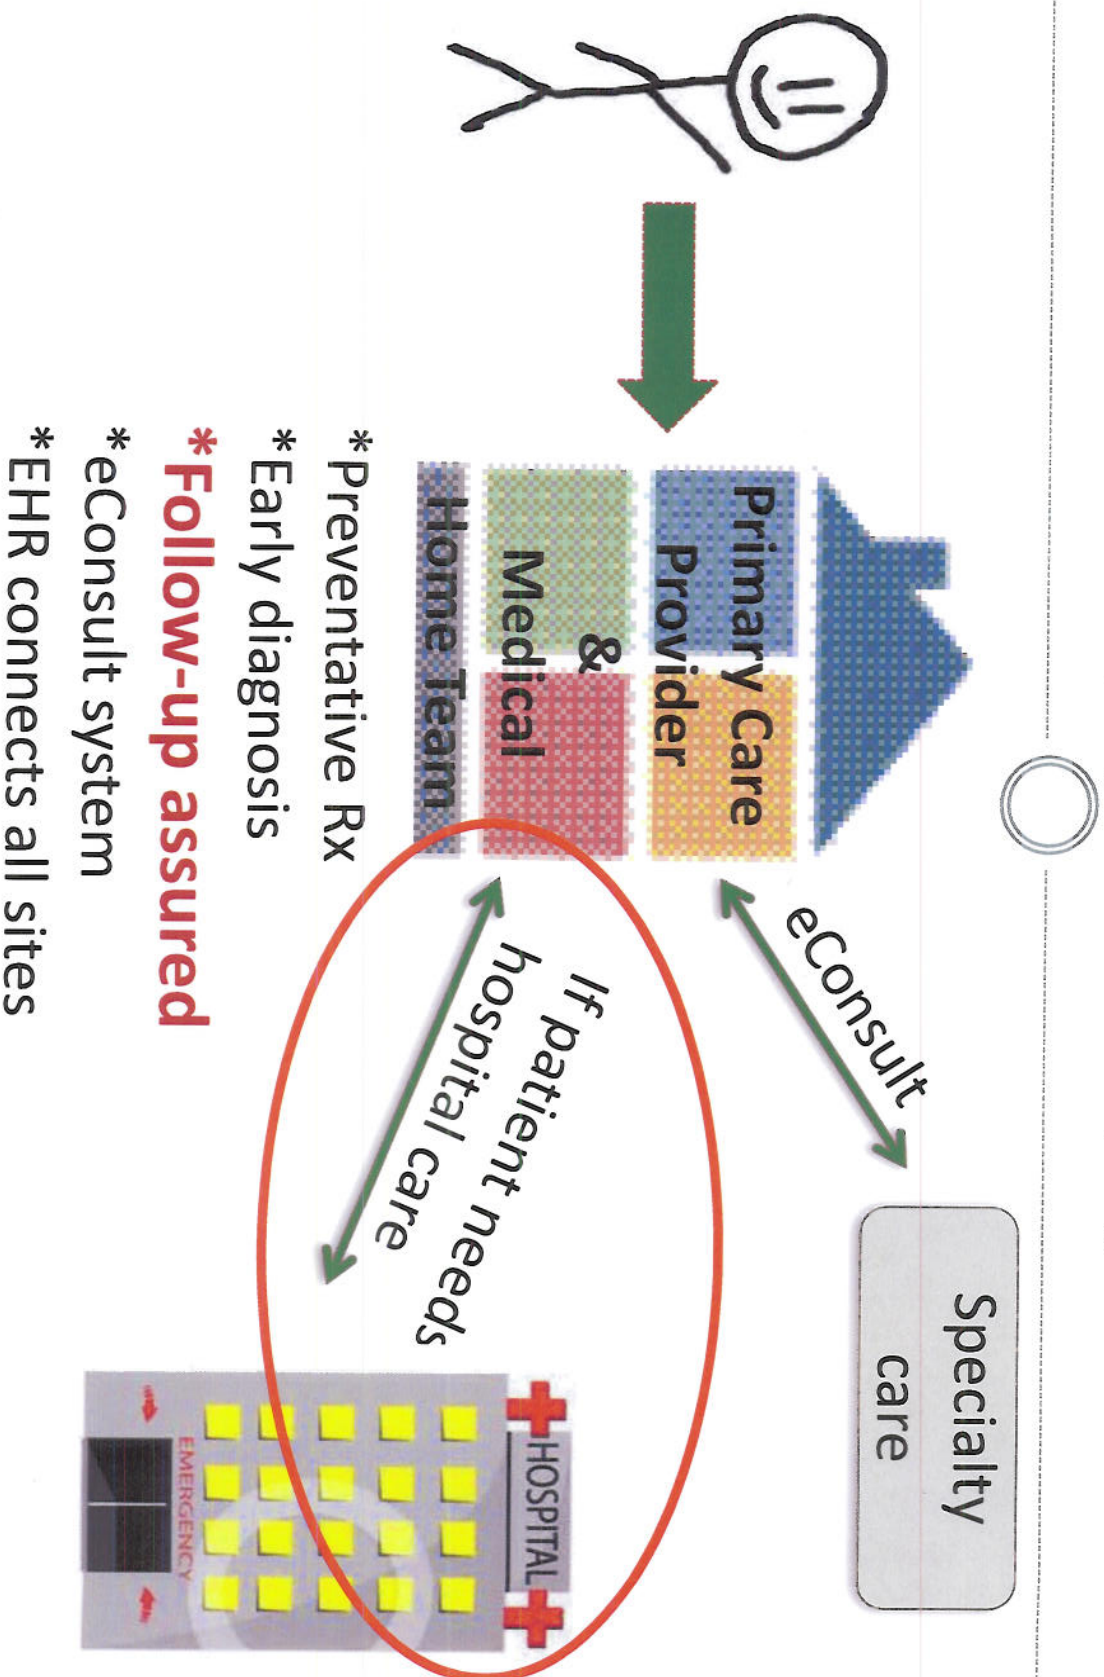 eConsult
Specialty
care
Primary Care
Provider
&
Medical
Home Team
If patient needs
hospital care
HOSPITAL
EMERGENCY
*Preventative Rx
*Early diagnosis
*Follow-up assured
*eConsult system
*EHR connects all sites